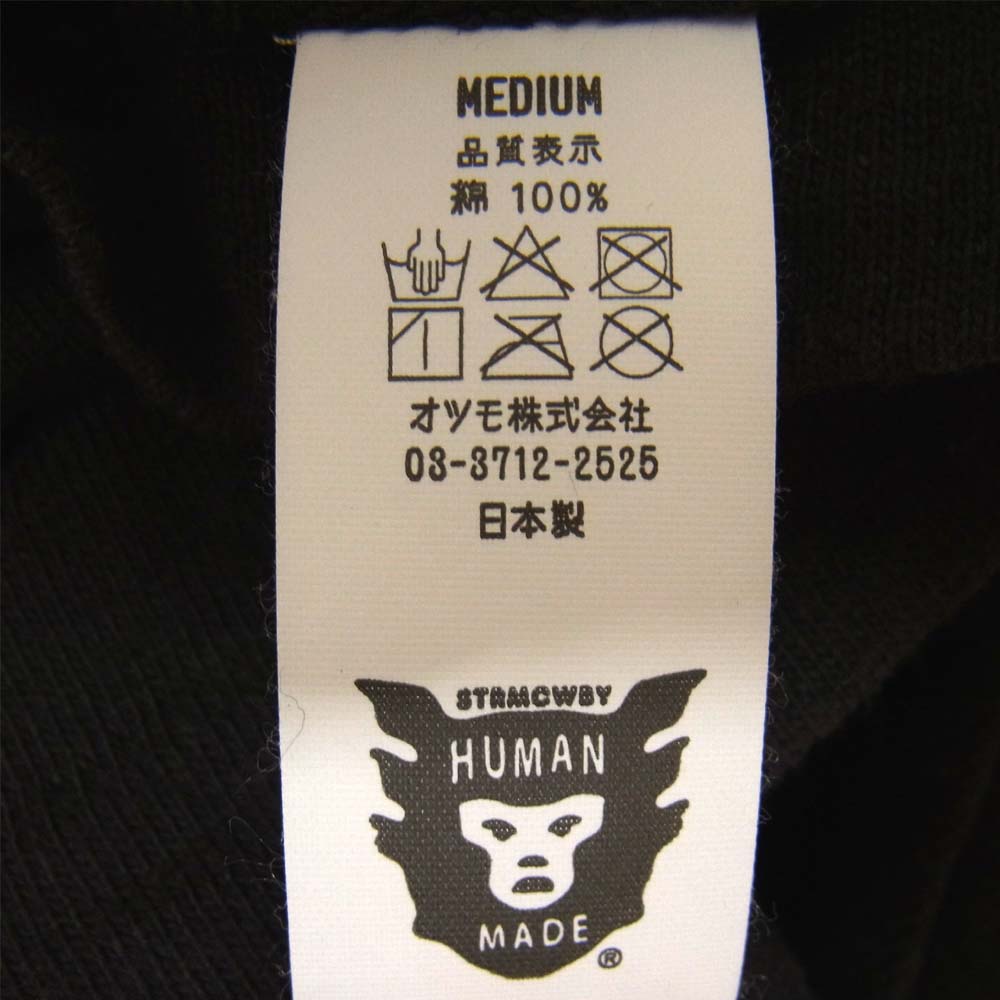 MEDIUM
品質表示
綿 100%
オツモ株式会社
03-3712-2525
日本製
STRMCWBY
HUMAN
MADE
®